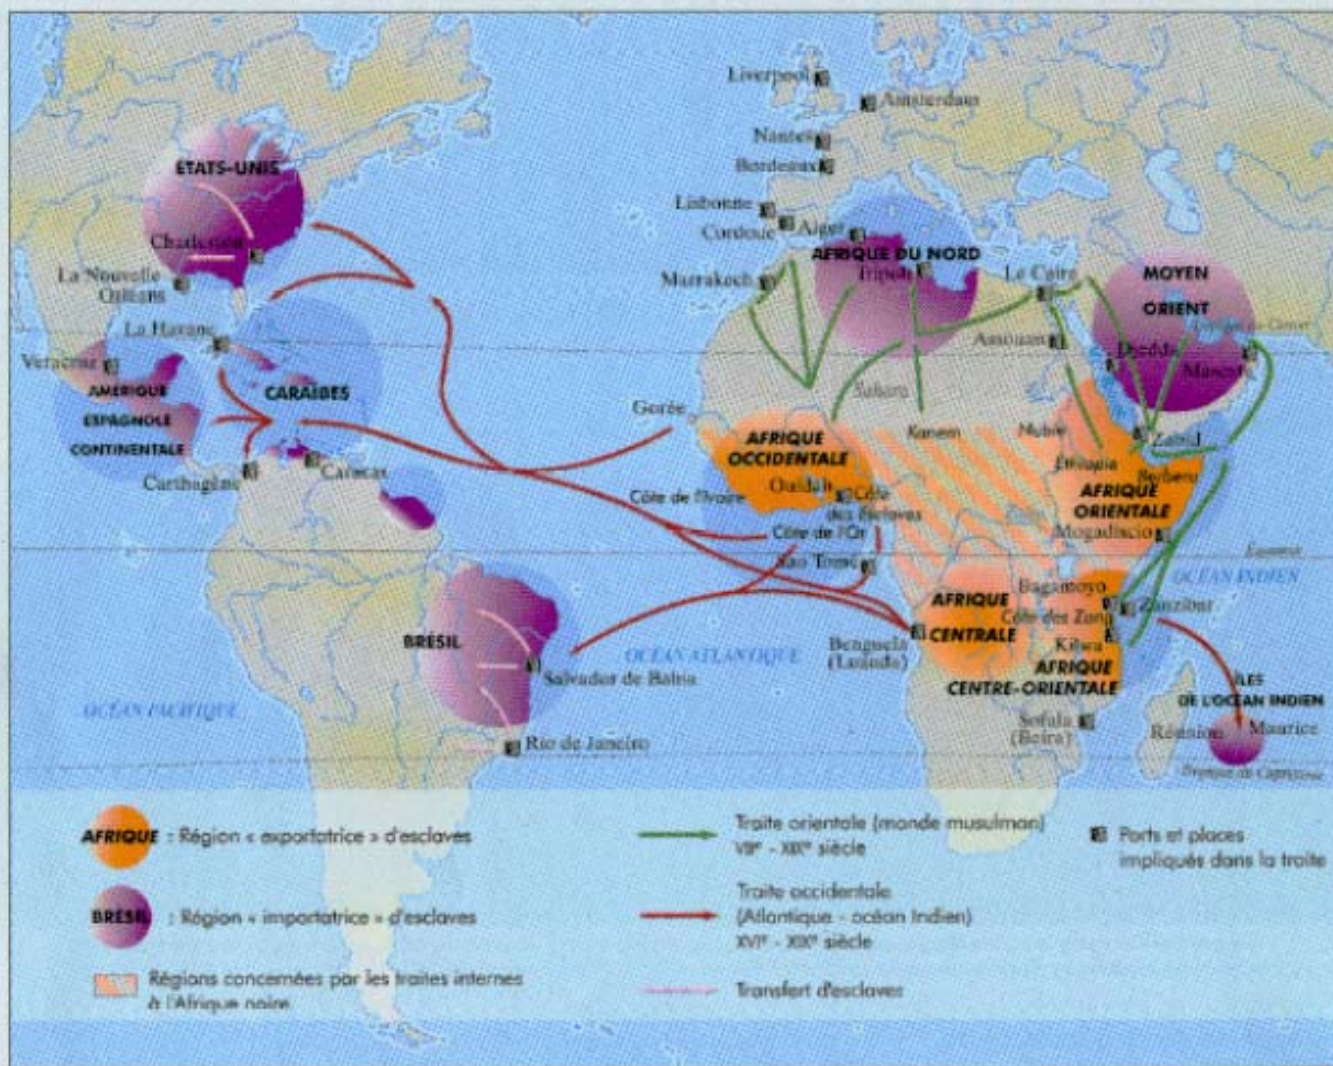 Liverpool
Amsterdam
Nantes
Bordeaux
Lisbonne
Cordoue
Alger
AFRIQUE DU NORD
Tripoli
Marrakech
Le Caire
Assouan
MOYEN
ORIENT
Djedda
Mascate
Zabid
ÉTATS-UNIS
Charleston
La Nouvelle
Orléans
La Havane
Veracruz
AMÉRIQUE
ESPAGNOLE
CONTINENTALE
CARAÏBES
Carthagène
Caracas
Gorée
Sahara
Kanem
Nubie
AFRIQUE
OCCIDENTALE
Ouidah
Côte
des Esclaves
Côte de l'Ivoire
Côte de l'Or
Sao Tomé
Éthiopie
Berbera
AFRIQUE
ORIENTALE
Mogadiscio
Équateur
OCÉAN INDIEN
Bagamoyo
Zanzibar
Côte des Zanj
Kilwa
AFRIQUE
CENTRALE
AFRIQUE
CENTRE-ORIENTALE
Benguela
(Luanda)
Sofala
(Beira)
ÎLES
DE L'OCÉAN INDIEN
Réunion
Maurice
Tropique du Capricorne
BRÉSIL
Salvador de Bahia
Rio de Janeiro
OCÉAN ATLANTIQUE
OCÉAN PACIFIQUE
AFRIQUE : Région « exportatrice » d'esclaves
BRÉSIL : Région « importatrice » d'esclaves
Régions concernées par les traites internes
à l'Afrique noire
Traite orientale (monde musulman)
VIIe - XIXe siècle
Traite occidentale
(Atlantique - océan Indien)
XVIe - XIXe siècle
Transfert d'esclaves
Ports et places
impliqués dans la traite